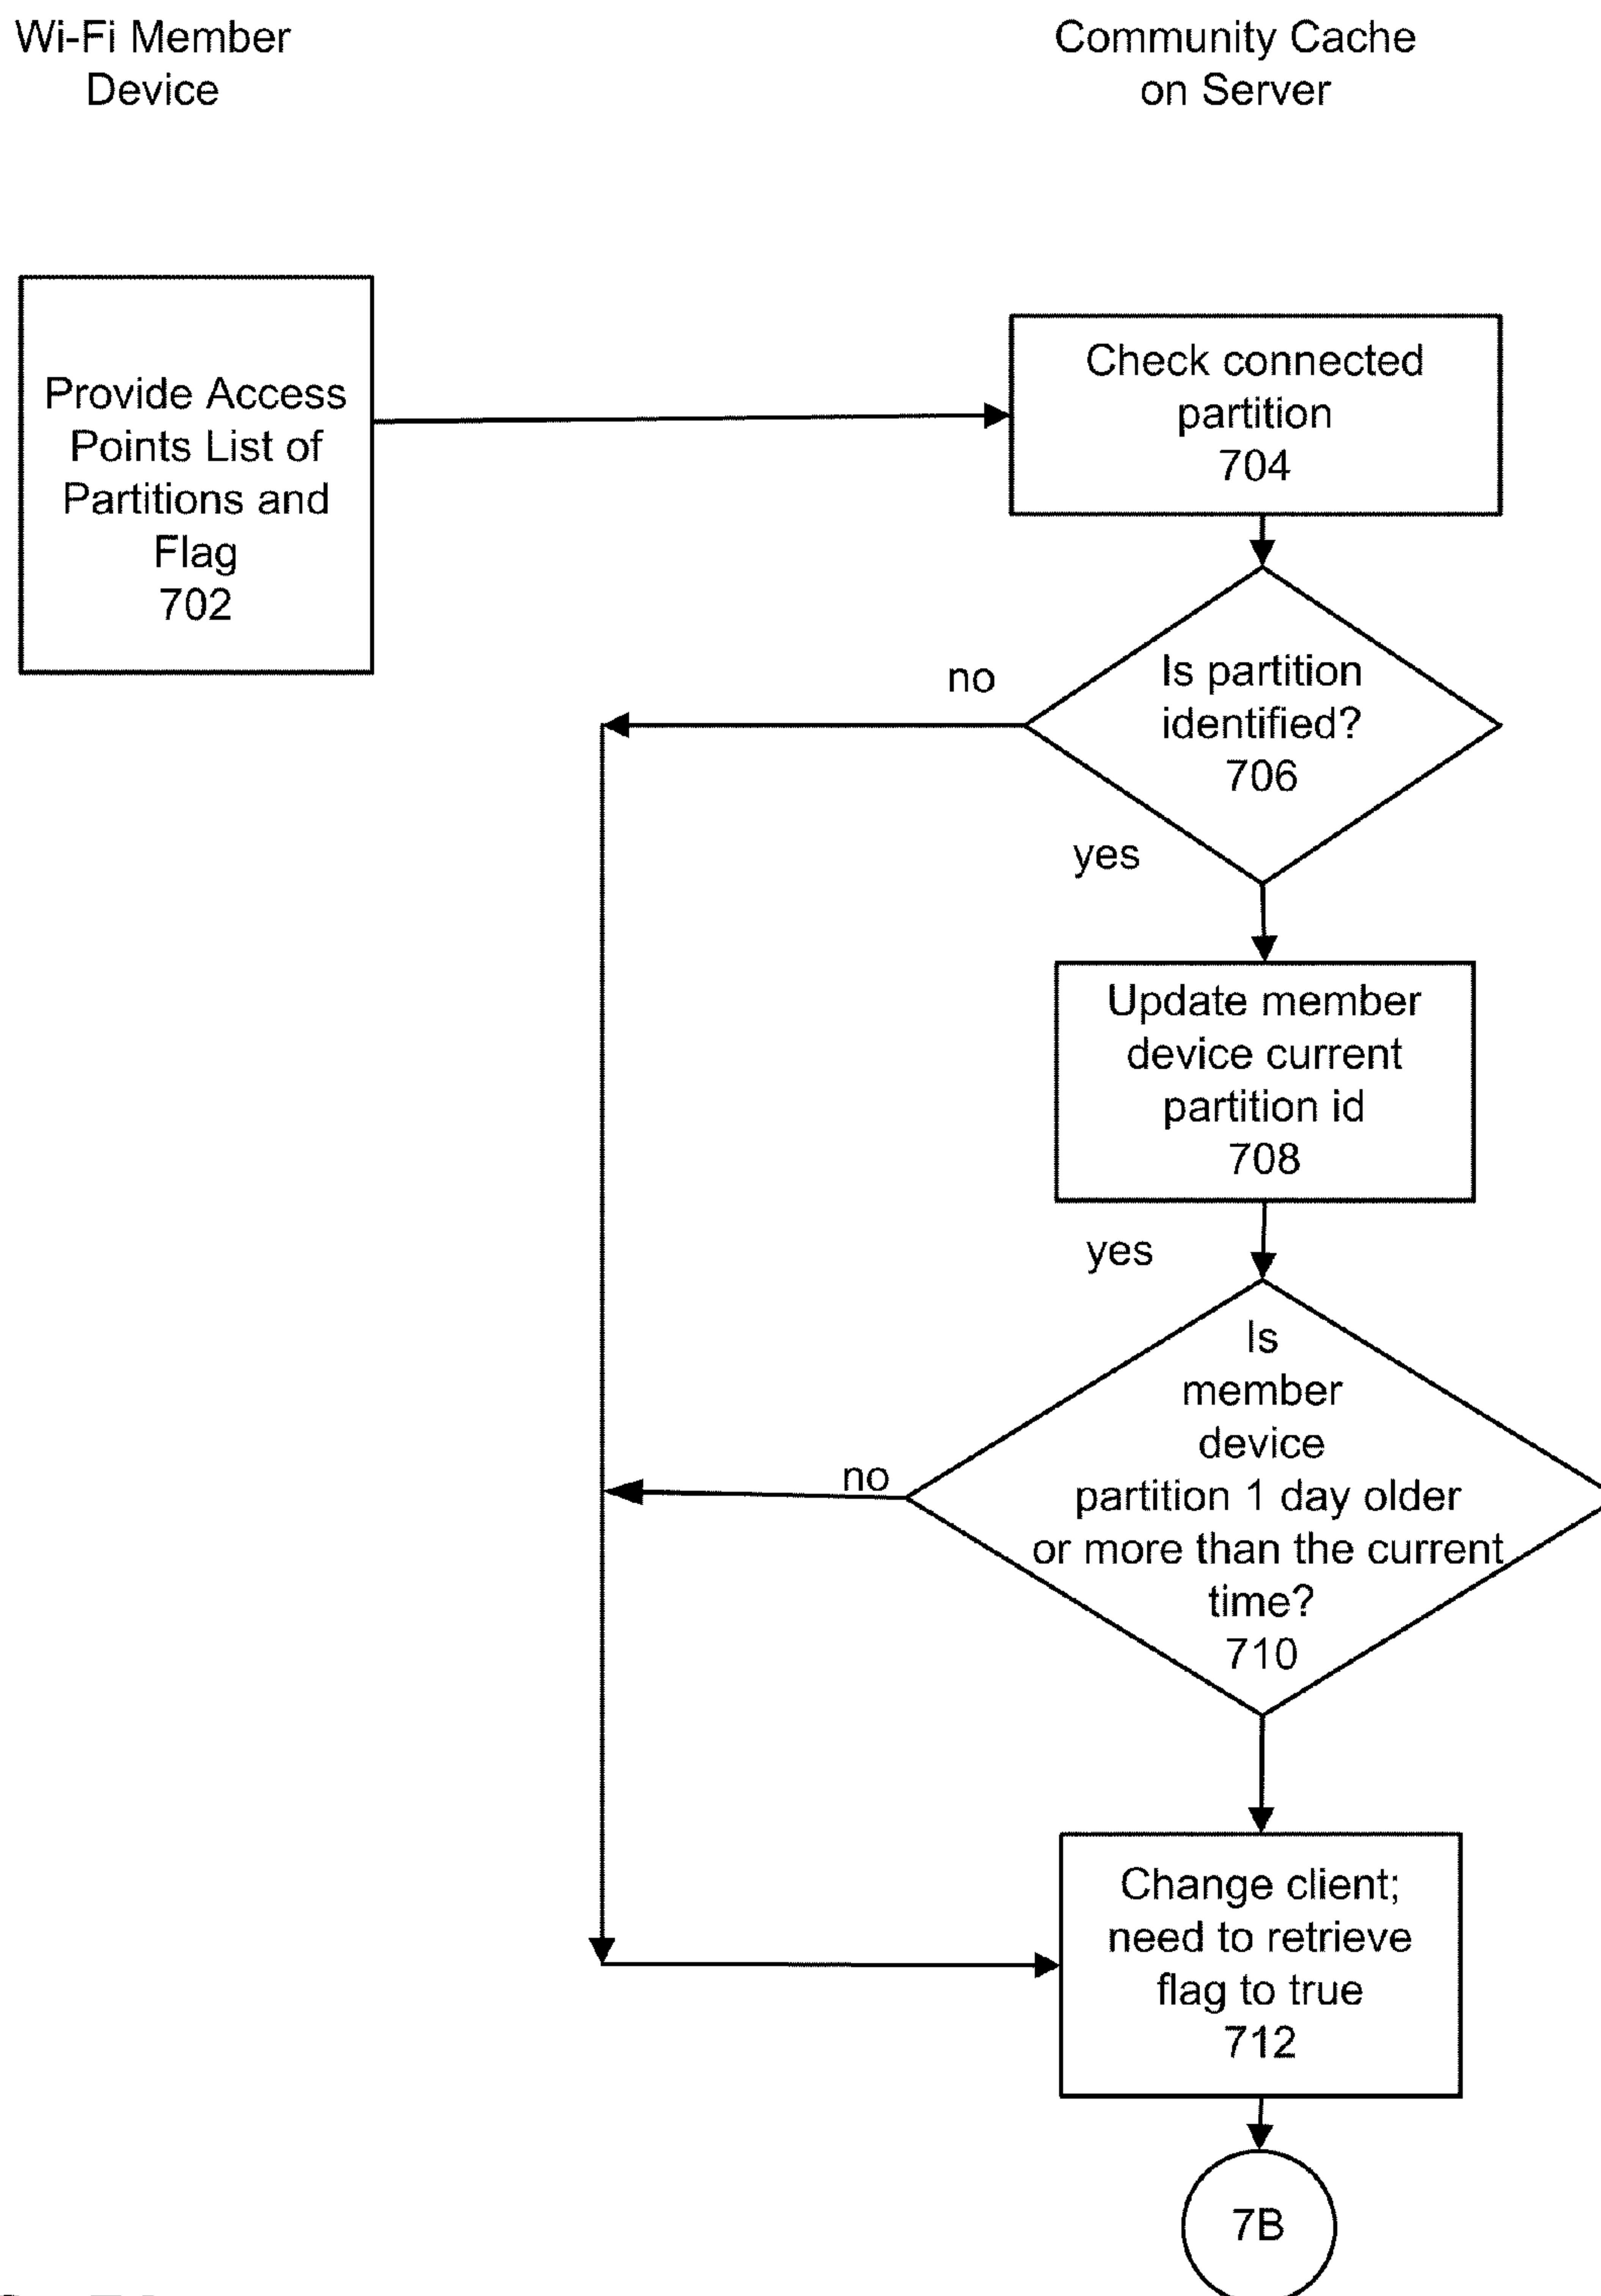 Wi-Fi Member
Device
Community Cache
on Server
Provide Access
Points List of
Partitions and
Flag
702
Check connected
partition
704
Is partition
identified?
706
no
yes
Update member
device current
partition id
708
yes
Is
member
device
partition 1 day older
or more than the current
time?
710
no
Change client;
need to retrieve
flag to true
712
7B